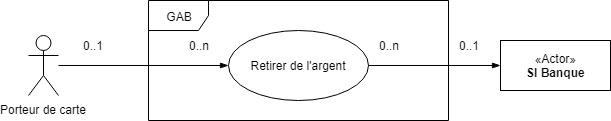 GAB
0..1
0..n
0..n
0..1
Retirer de l'argent
«Actor»
SI Banque
Porteur de carte